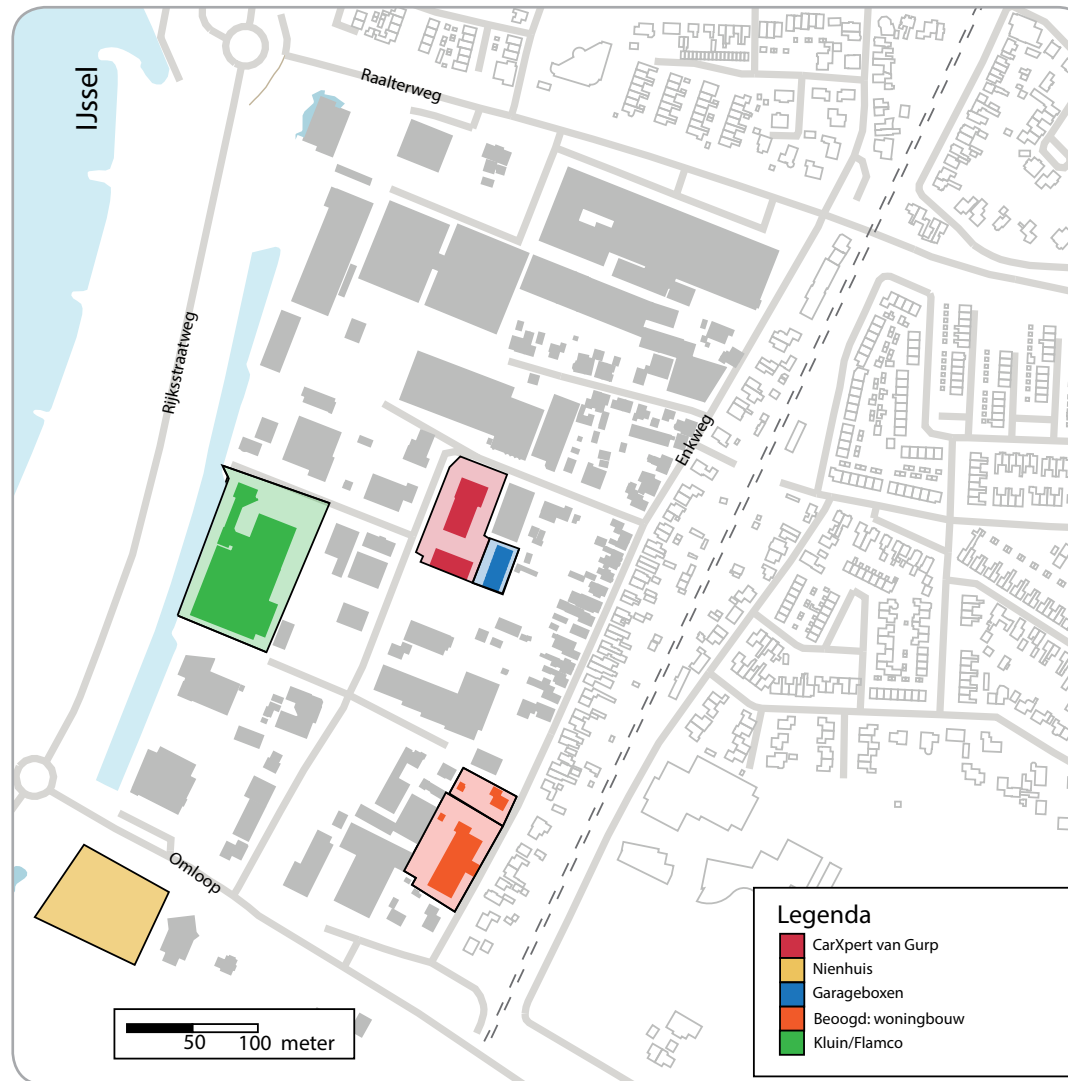 IJssel
Raalterweg
Rijksstraatweg
Enkweg
Omloop
50 100 meter
Legenda
CarXpert van Gurp
Nienhuis
Garageboxen
Beoogd: woningbouw
Kluin/Flamco